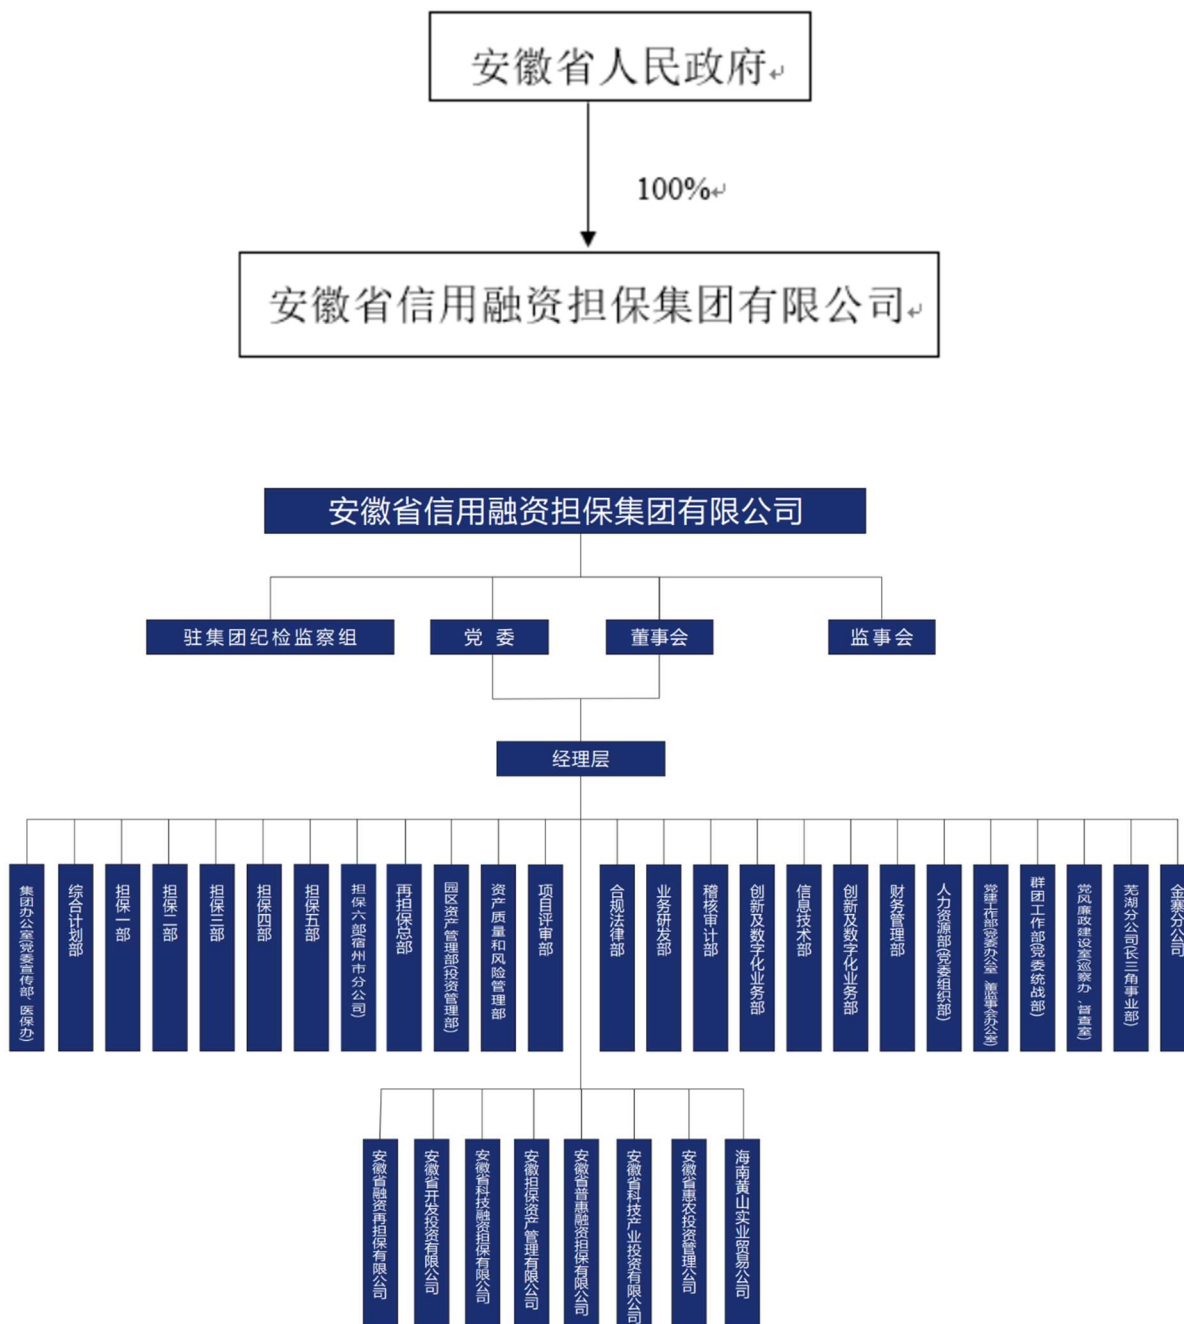 安徽省人民政府
100%
安徽省信用融资担保集团有限公司
安徽省信用融资担保集团有限公司
驻集团纪检监察组
党 委
董事会
监事会
经理层
集团办公室(党委宣传部、医保办)
综合计划部
担保一部
担保二部
担保三部
担保四部
担保五部
担保六部(宿州市分公司)
再担保总部
园区资产管理部(投资管理部)
资产质量和风险管理部
项目评审部
合规法律部
业务研发部
稽核审计部
创新及数字化业务部
信息技术部
创新及数字化业务部
财务管理部
人力资源部(党委组织部)
党建工作部(党委办公室、董监事会办公室)
群团工作部(党委统战部)
党风廉政建设室(巡察办、督查室)
芜湖分公司(长三角事业部)
金寨分公司
安徽省融资再担保有限公司
安徽省开发投资有限公司
安徽省科技融资担保有限公司
安徽担保资产管理有限公司
安徽省普惠融资担保有限公司
安徽省科技产业投资有限公司
安徽省惠农投资管理公司
海南黄山实业贸易公司